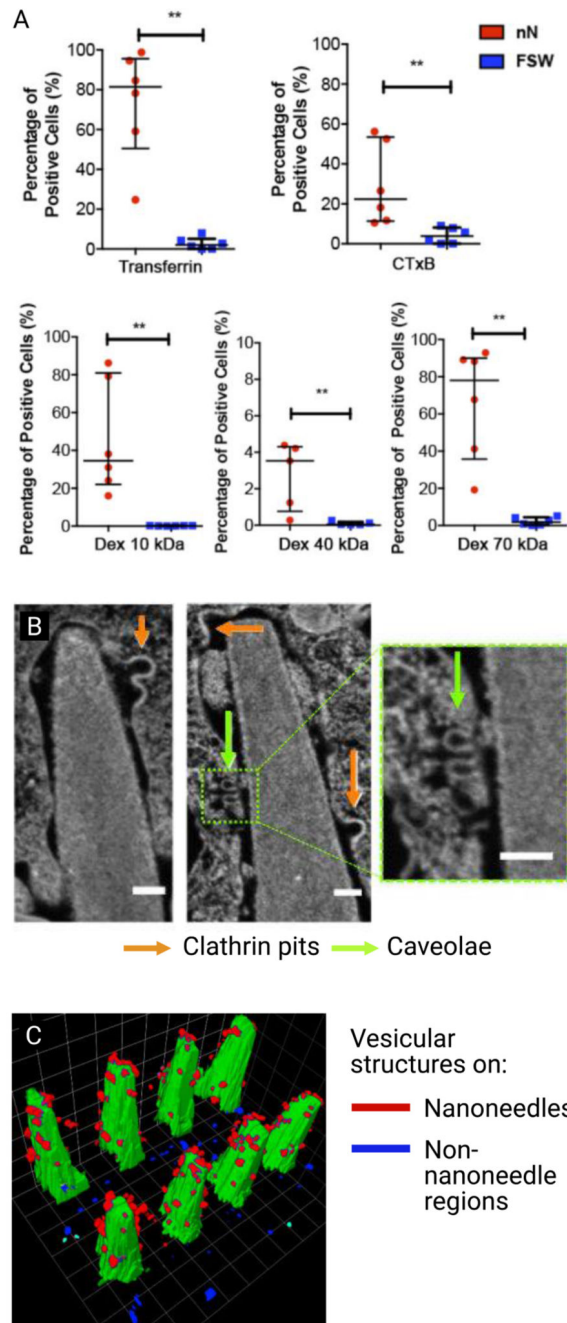 A
**
nN
FSW
**
Percentage of
Positive Cells (%)
100
80
60
40
20
0
Transferrin
Percentage of
Positive Cells (%)
100
80
60
40
20
0
CTxB
**
Percentage of Positive Cells (%)
100
80
60
40
20
0
Dex 10 kDa
**
Percentage of Positive Cells (%)
10
8
6
4
2
0
Dex 40 kDa
**
Percentage of Positive Cells (%)
100
80
60
40
20
0
Dex 70 kDa
B
Clathrin pits
Caveolae
C
Vesicular
structures on:
Nanoneedles
Non-
nanoneedle
regions